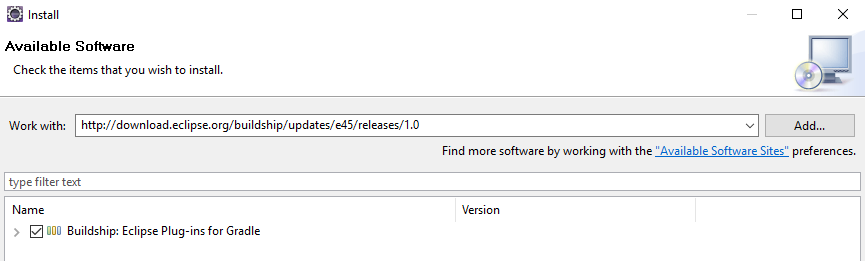 Install
Available Software
Check the items that you wish to install.
Work with: http://download.eclipse.org/buildship/updates/e45/releases/1.0 Add...
Find more software by working with the "Available Software Sites" preferences.
type filter text
Name Version
Buildship: Eclipse Plug-ins for Gradle